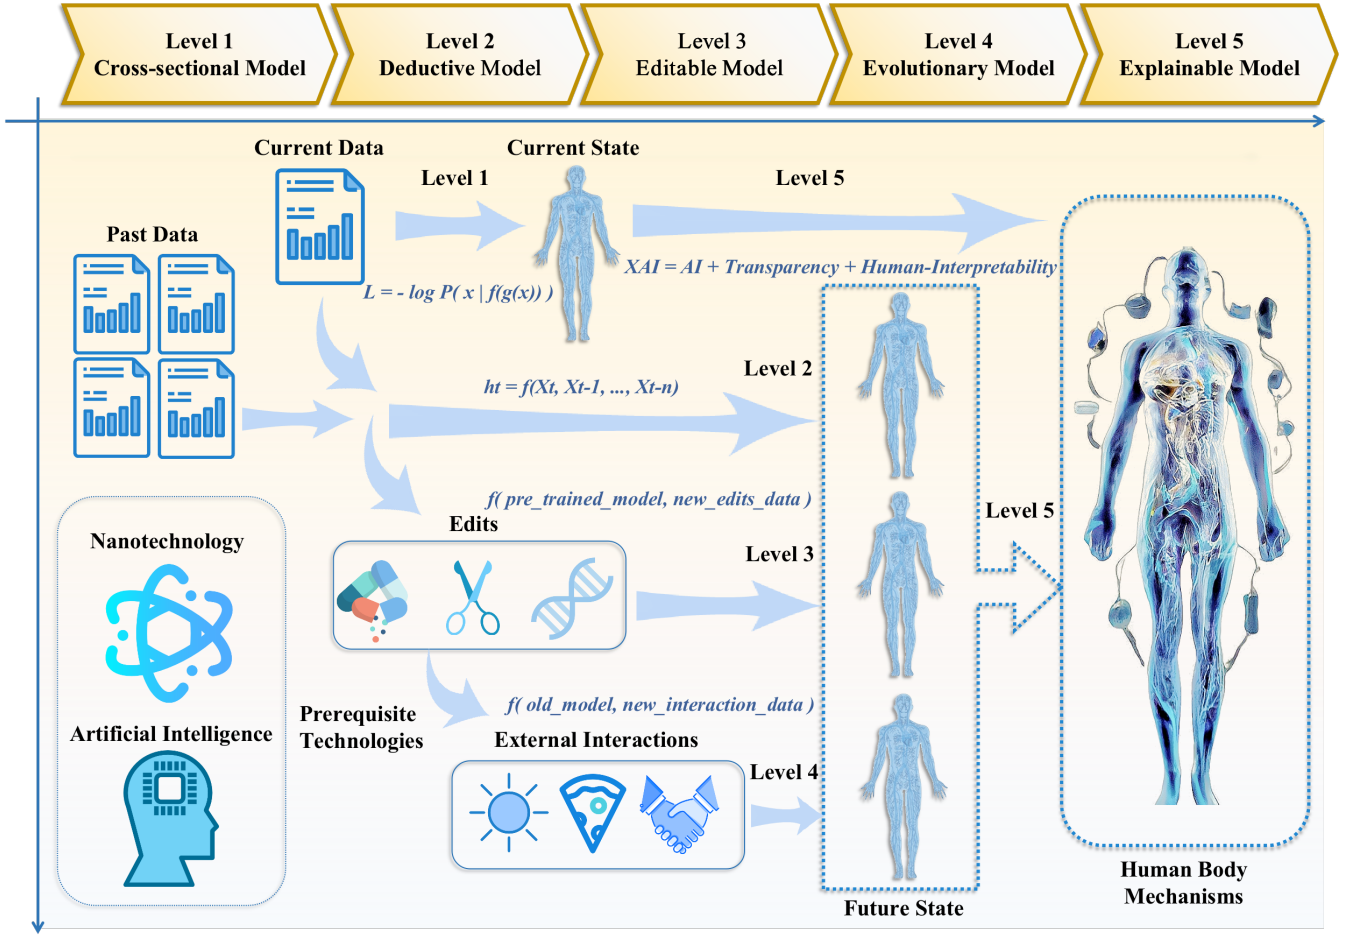 Level 1
Cross-sectional Model
Level 2
Deductive Model
Level 3
Editable Model
Level 4
Evolutionary Model
Level 5
Explainable Model
Current Data
Current State
Level 1
Level 5
Past Data
XAI = AI + Transparency + Human-Interpretability
L = - log P( x | f(g(x)) )
Level 2
ht = f(Xt, Xt-1, ..., Xt-n)
f( pre_trained_model, new_edits_data )
Level 5
Edits
Nanotechnology
Level 3
f( old_model, new_interaction_data )
Prerequisite
Technologies
Artificial Intelligence
External Interactions
Level 4
Human Body
Mechanisms
Future State